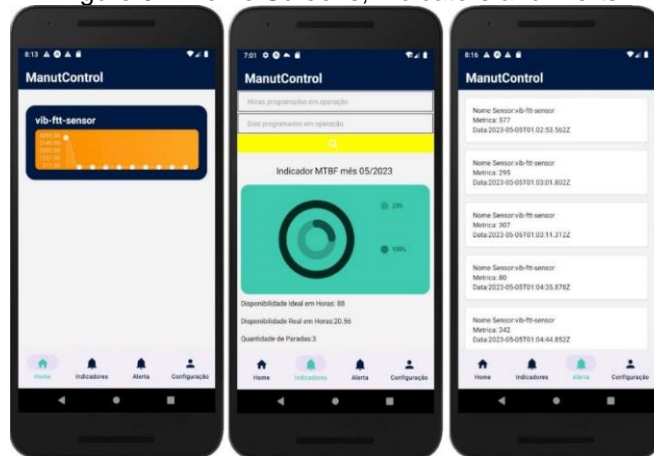 8:13
ManutControl
vib-ftt-sensor
Home
Indicadores
Alerta
Configuração
7:01
ManutControl
Horas programadas em operação
Dias programados em operação
Indicador MTBF mês 05/2023
23%
100%
Disponibilidade Ideal em Horas: 88
Disponibilidade Real em Horas:20.56
Quantidade de Paradas:3
Home
Indicadores
Alerta
Configuração
8:16
ManutControl
Nome Sensor:vib-ftt-sensor
Metrica: 577
Data:2023-05-05T01:02:53.562Z
Nome Sensor:vib-ftt-sensor
Metrica: 295
Data:2023-05-05T01:03:01.802Z
Nome Sensor:vib-ftt-sensor
Metrica: 307
Data:2023-05-05T01:03:11.312Z
Nome Sensor:vib-ftt-sensor
Metrica: 80
Data:2023-05-05T01:04:35.878Z
Nome Sensor:vib-ftt-sensor
Metrica: 342
Data:2023-05-05T01:04:44.852Z
Home
Indicadores
Alerta
Configuração